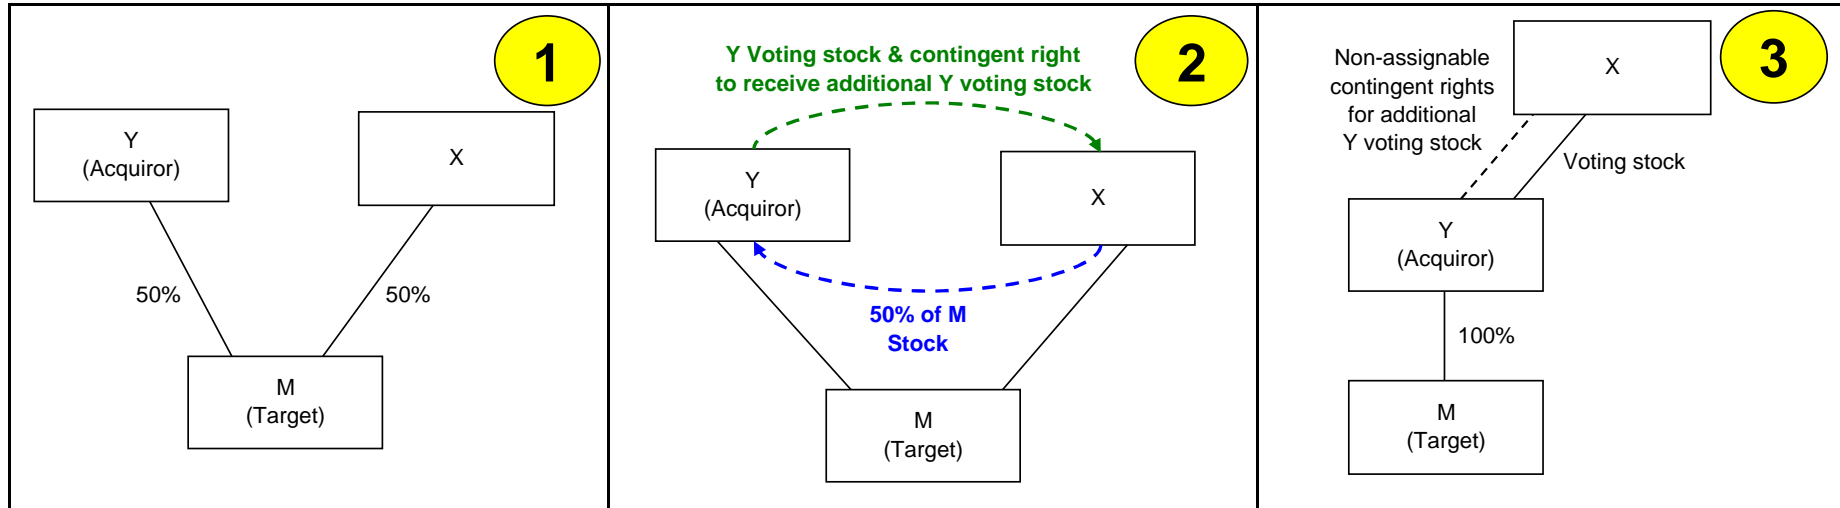 1
Y
(Acquiror)
X
50%
50%
M
(Target)
2
Y Voting stock & contingent right
to receive additional Y voting stock
Y
(Acquiror)
X
50% of M
Stock
M
(Target)
3
Non-assignable
contingent rights
for additional
Y voting stock
X
Voting stock
Y
(Acquiror)
100%
M
(Target)